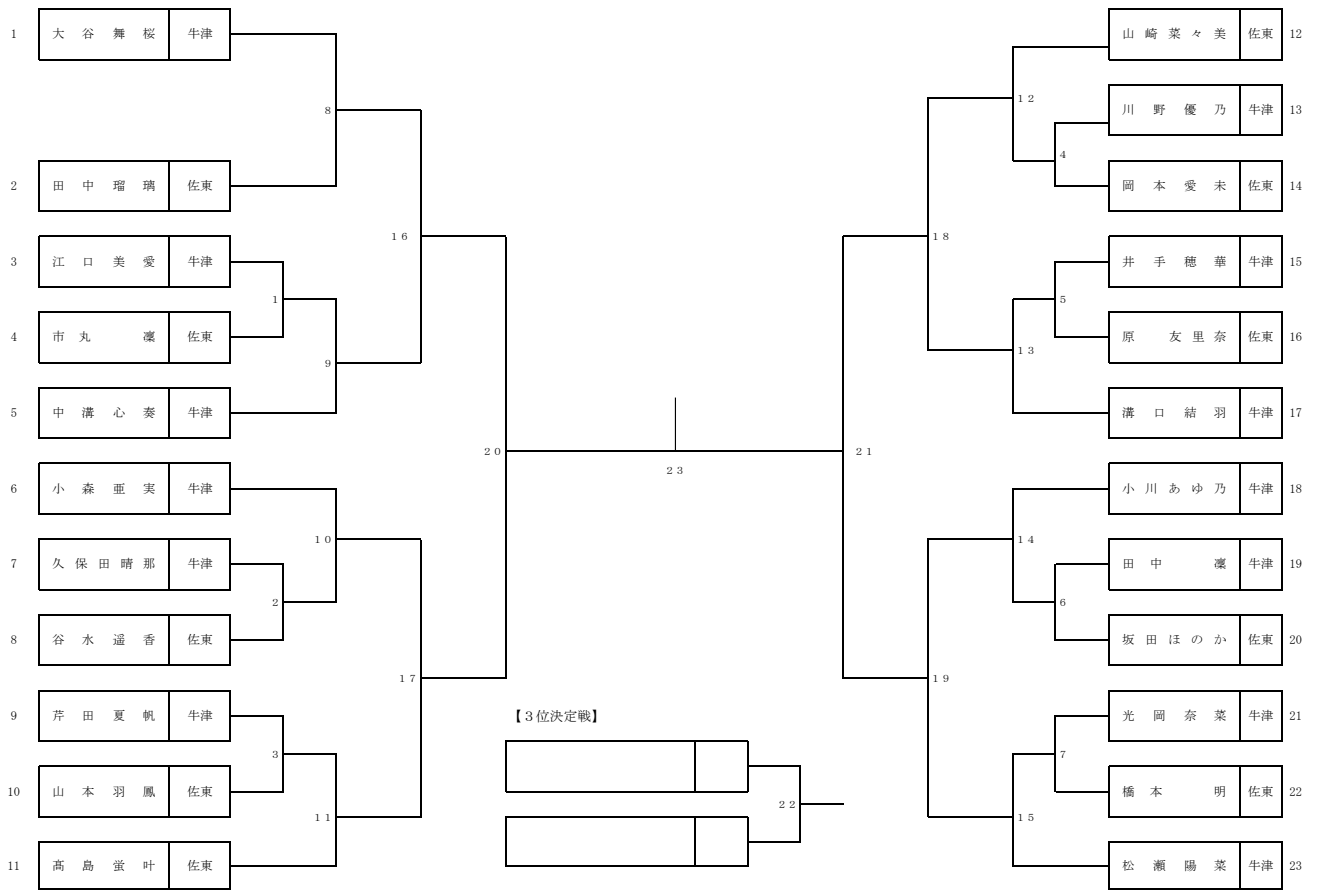 1 大谷舞桜 牛津
8
2 田中瑠璃 佐東
16
3 江口美愛 牛津
1
4 市丸 凜 佐東
9
5 中溝心奏 牛津
20
6 小森亜実 牛津
10
7 久保田晴那 牛津
2
8 谷水遥香 佐東
17
9 芹田夏帆 牛津
3
10 山本羽鳳 佐東
11
11 髙島蛍叶 佐東
23
【３位決定戦】
22
山崎菜々美 佐東 12
12
川野優乃 牛津 13
4
岡本愛未 佐東 14
18
井手穂華 牛津 15
5
原 友里奈 佐東 16
13
溝口結羽 牛津 17
21
小川あゆ乃 牛津 18
14
田中 凜 牛津 19
6
坂田ほのか 佐東 20
19
光岡奈菜 牛津 21
7
橋本 明 佐東 22
15
松瀬陽菜 牛津 23